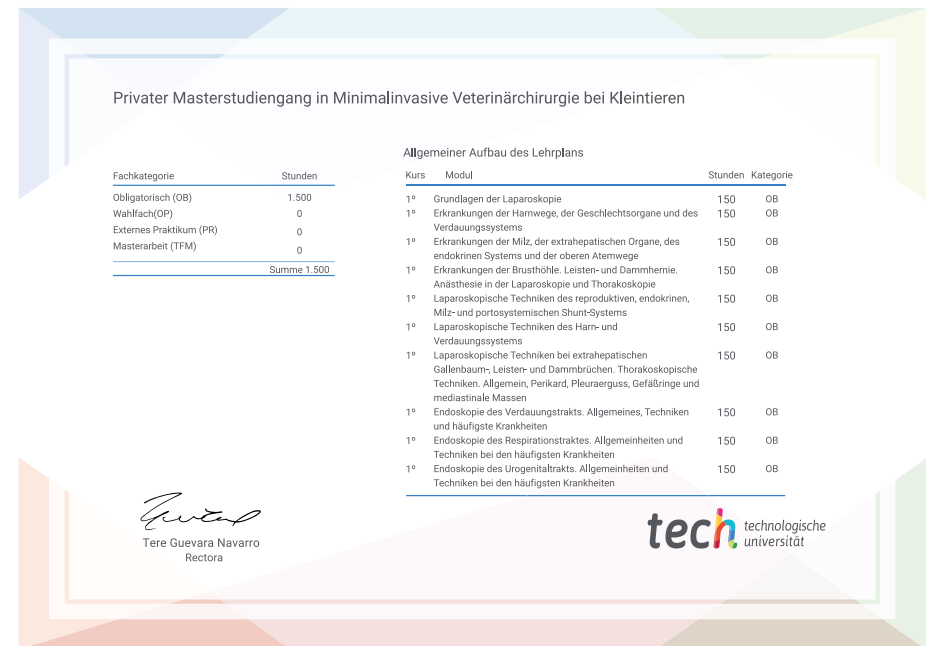 Privater Masterstudiengang in Minimalinvasive Veterinärchirurgie bei Kleintieren
Fachkategorie Stunden
Obligatorisch (OB) 1.500
Wahlfach(OP) 0
Externes Praktikum (PR) 0
Masterarbeit (TFM) 0
Summe 1.500
Allgemeiner Aufbau des Lehrplans
Kurs Modul Stunden Kategorie
1º Grundlagen der Laparoskopie 150 OB
1º Erkrankungen der Harnwege, der Geschlechtsorgane und des 150 OB
Verdauungssystems
1º Erkrankungen der Milz, der extrahepatischen Organe, des 150 OB
endokrinen Systems und der oberen Atemwege
1º Erkrankungen der Brusthöhle. Leisten- und Dammhernie. 150 OB
Anästhesie in der Laparoskopie und Thorakoskopie
1º Laparoskopische Techniken des reproduktiven, endokrinen, 150 OB
Milz- und portosystemischen Shunt-Systems
1º Laparoskopische Techniken des Harn- und 150 OB
Verdauungssystems
1º Laparoskopische Techniken bei extrahepatischen 150 OB
Gallenbaum-, Leisten- und Dammbrüchen. Thorakoskopische
Techniken. Allgemein, Perikard, Pleuraerguss, Gefäßringe und
mediastinale Massen
1º Endoskopie des Verdauungstrakts. Allgemeines, Techniken 150 OB
und häufigste Krankheiten
1º Endoskopie des Respirationstraktes. Allgemeinheiten und 150 OB
Techniken bei den häufigsten Krankheiten
1º Endoskopie des Urogenitaltrakts. Allgemeinheiten und 150 OB
Techniken bei den häufigsten Krankheiten
Tere Guevara Navarro
Rectora
tech technologische
universität